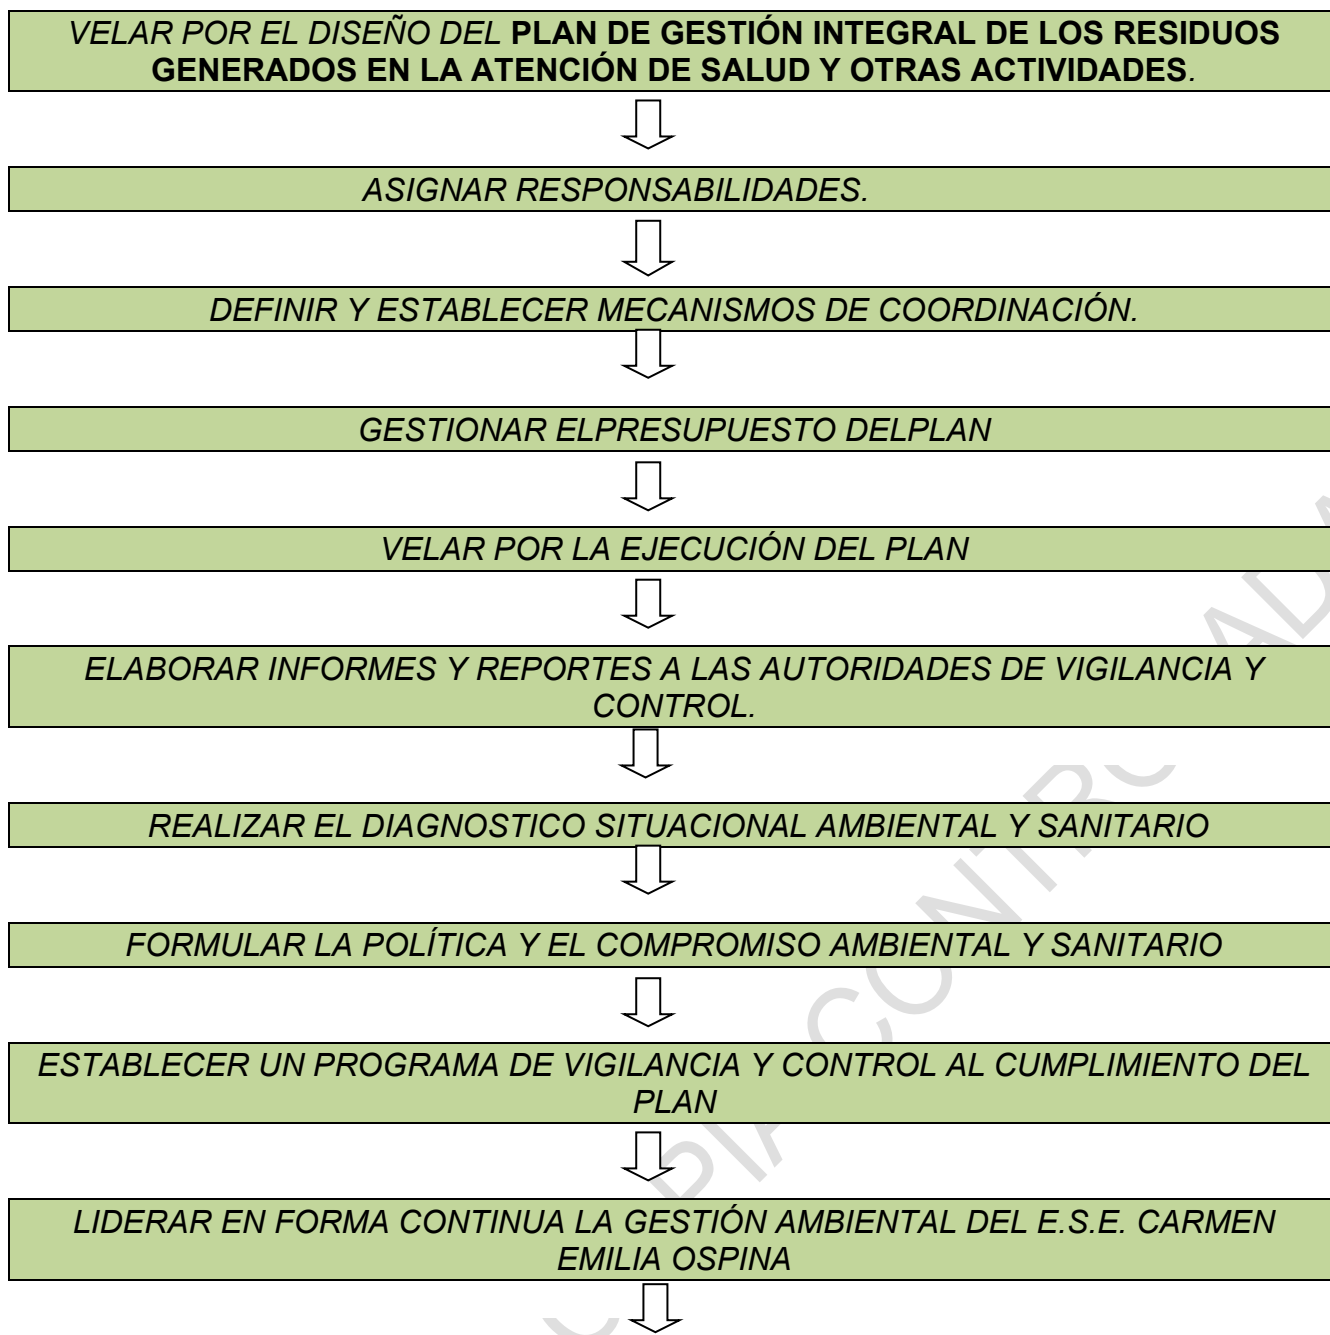 VELAR POR EL DISEÑO DEL PLAN DE GESTIÓN INTEGRAL DE LOS RESIDUOS
GENERADOS EN LA ATENCIÓN DE SALUD Y OTRAS ACTIVIDADES.
ASIGNAR RESPONSABILIDADES.
DEFINIR Y ESTABLECER MECANISMOS DE COORDINACIÓN.
GESTIONAR ELPRESUPUESTO DELPLAN
VELAR POR LA EJECUCIÓN DEL PLAN
ELABORAR INFORMES Y REPORTES A LAS AUTORIDADES DE VIGILANCIA Y
CONTROL.
REALIZAR EL DIAGNOSTICO SITUACIONAL AMBIENTAL Y SANITARIO
FORMULAR LA POLÍTICA Y EL COMPROMISO AMBIENTAL Y SANITARIO
ESTABLECER UN PROGRAMA DE VIGILANCIA Y CONTROL AL CUMPLIMIENTO DEL
PLAN
LIDERAR EN FORMA CONTINUA LA GESTIÓN AMBIENTAL DEL E.S.E. CARMEN
EMILIA OSPINA